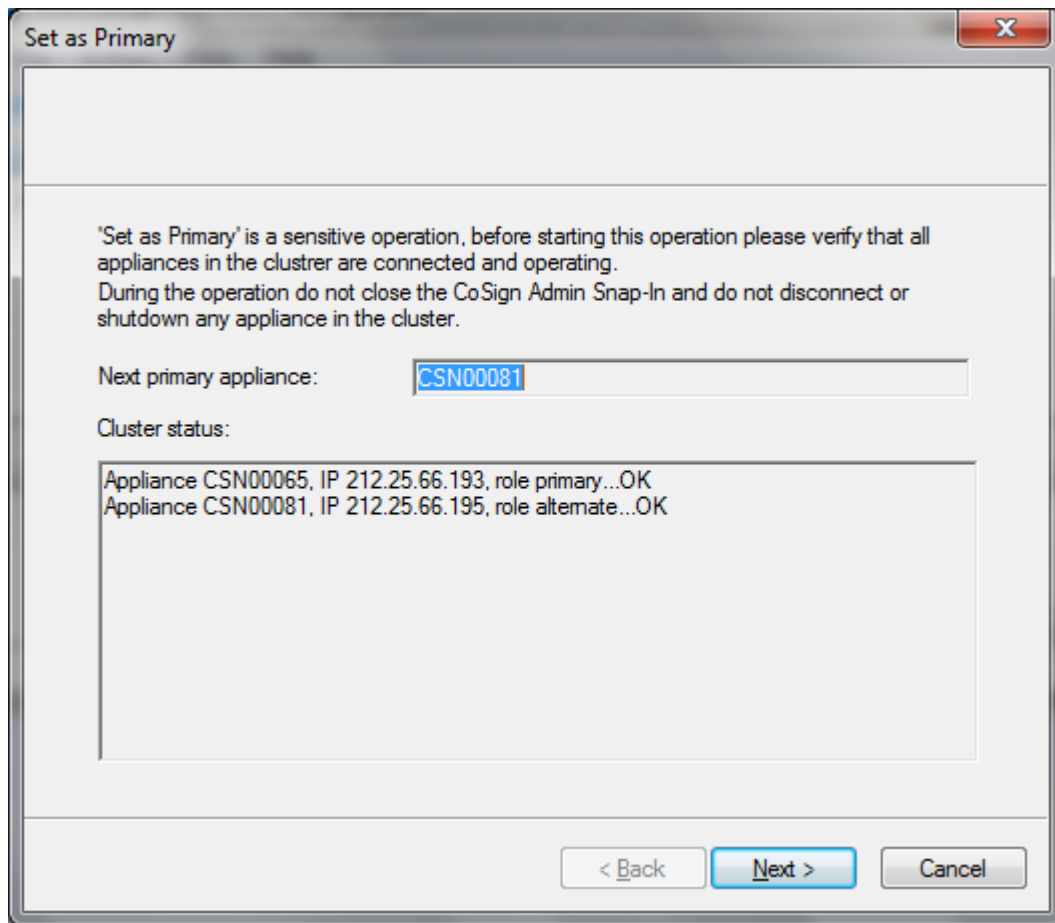 Set as Primary
'Set as Primary' is a sensitive operation, before starting this operation please verify that all
appliances in the clustrer are connected and operating.
During the operation do not close the CoSign Admin Snap-In and do not disconnect or
shutdown any appliance in the cluster.
Next primary appliance: CSN00081
Cluster status:
Appliance CSN00065, IP 212.25.66.193, role primary...OK
Appliance CSN00081, IP 212.25.66.195, role alternate...OK
< Back Next > Cancel